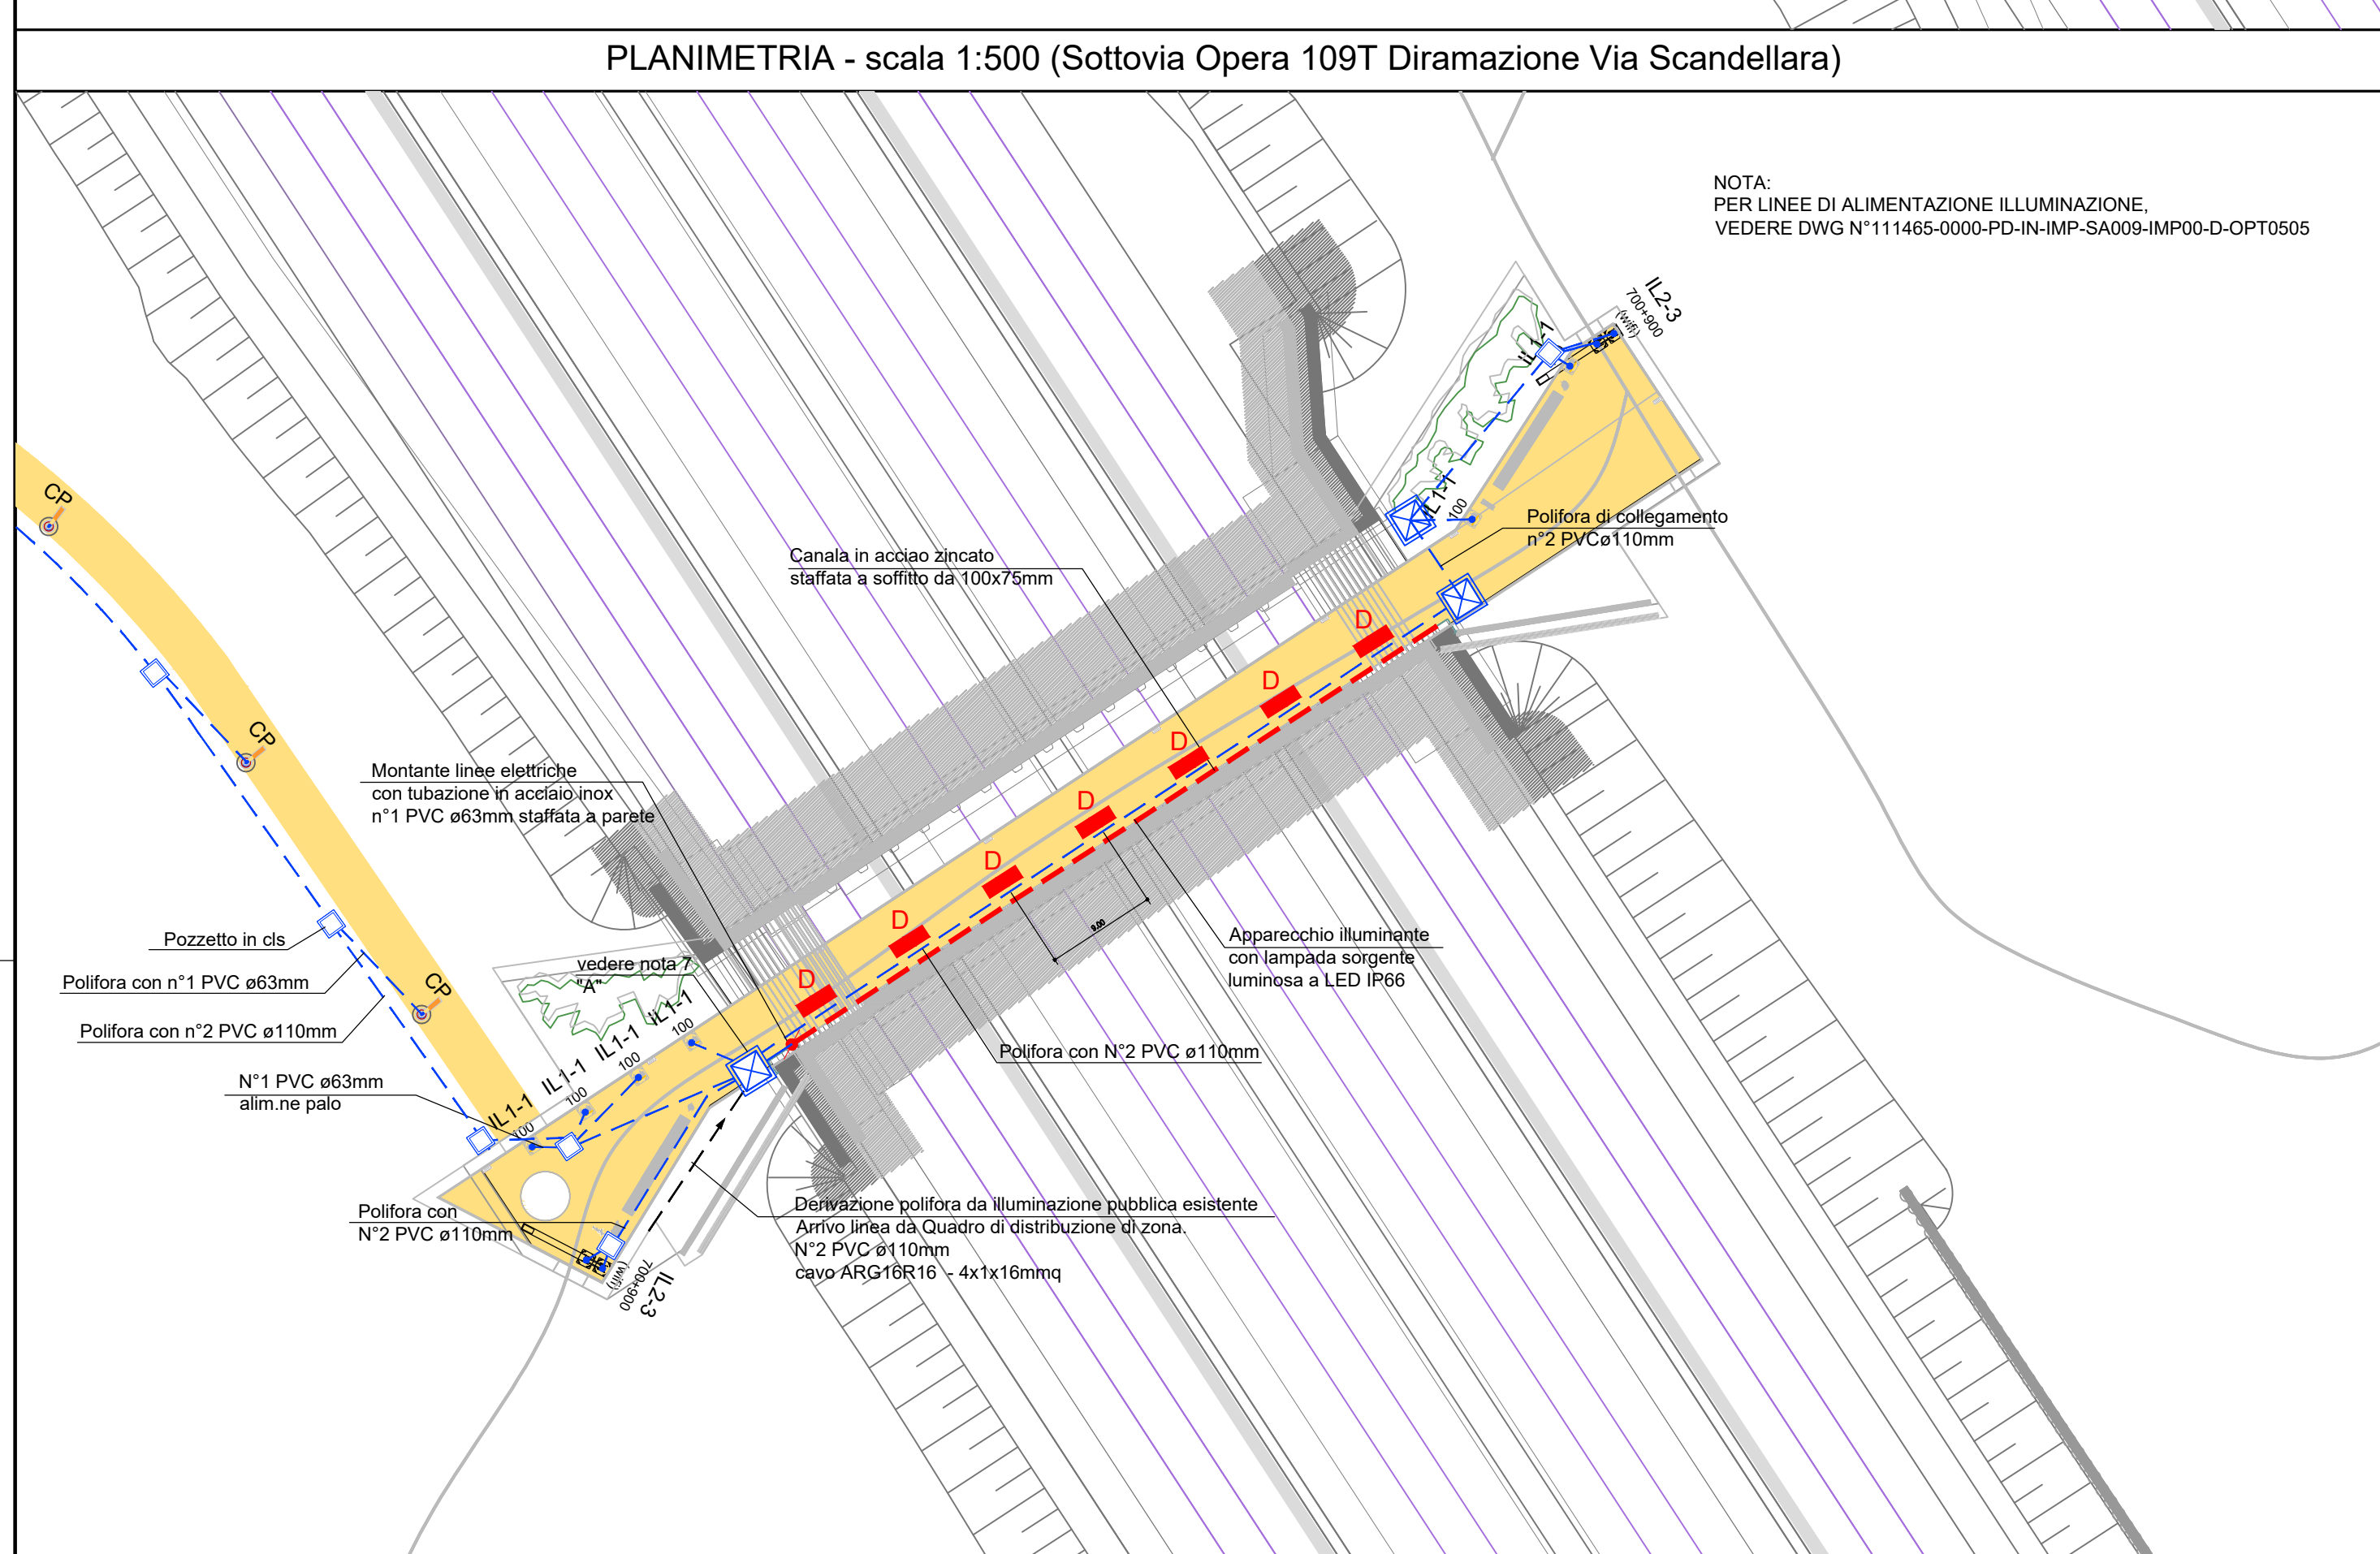 PLANIMETRIA - scala 1:500 (Sottovia Opera 109T Diramazione Via Scandellara)
NOTA:
PER LINEE DI ALIMENTAZIONE ILLUMINAZIONE,
VEDERE DWG N°111465-0000-PD-IN-IMP-SA009-IMP00-D-OPT0505
IL2-3
700+900
(wifi)
IL1-1
IL1-1
100
CP
Polifora di collegamento
n°2 PVCø110mm
Canala in acciao zincato
staffata a soffitto da 100x75mm
D
D
D
D
D
D
D
CP
Montante linee elettriche
con tubazione in acciaio inox
n°1 PVC ø63mm staffata a parete
9.00
Apparecchio illuminante
con lampada sorgente
luminosa a LED IP66
Pozzetto in cls
Polifora con n°1 PVC ø63mm
CP
Polifora con n°2 PVC ø110mm
vedere nota 7
"A"
IL1-1
100
IL1-1
100
IL1-1
100
IL1-1
100
Polifora con N°2 PVC ø110mm
N°1 PVC ø63mm
alim.ne palo
Polifora con
N°2 PVC ø110mm
Derivazione polifora da illuminazione pubblica esistente
Arrivo linea da Quadro di distribuzione di zona.
N°2 PVC ø110mm
cavo ARG16R16 - 4x1x16mmq
(wifi)
700+900
IL2-3